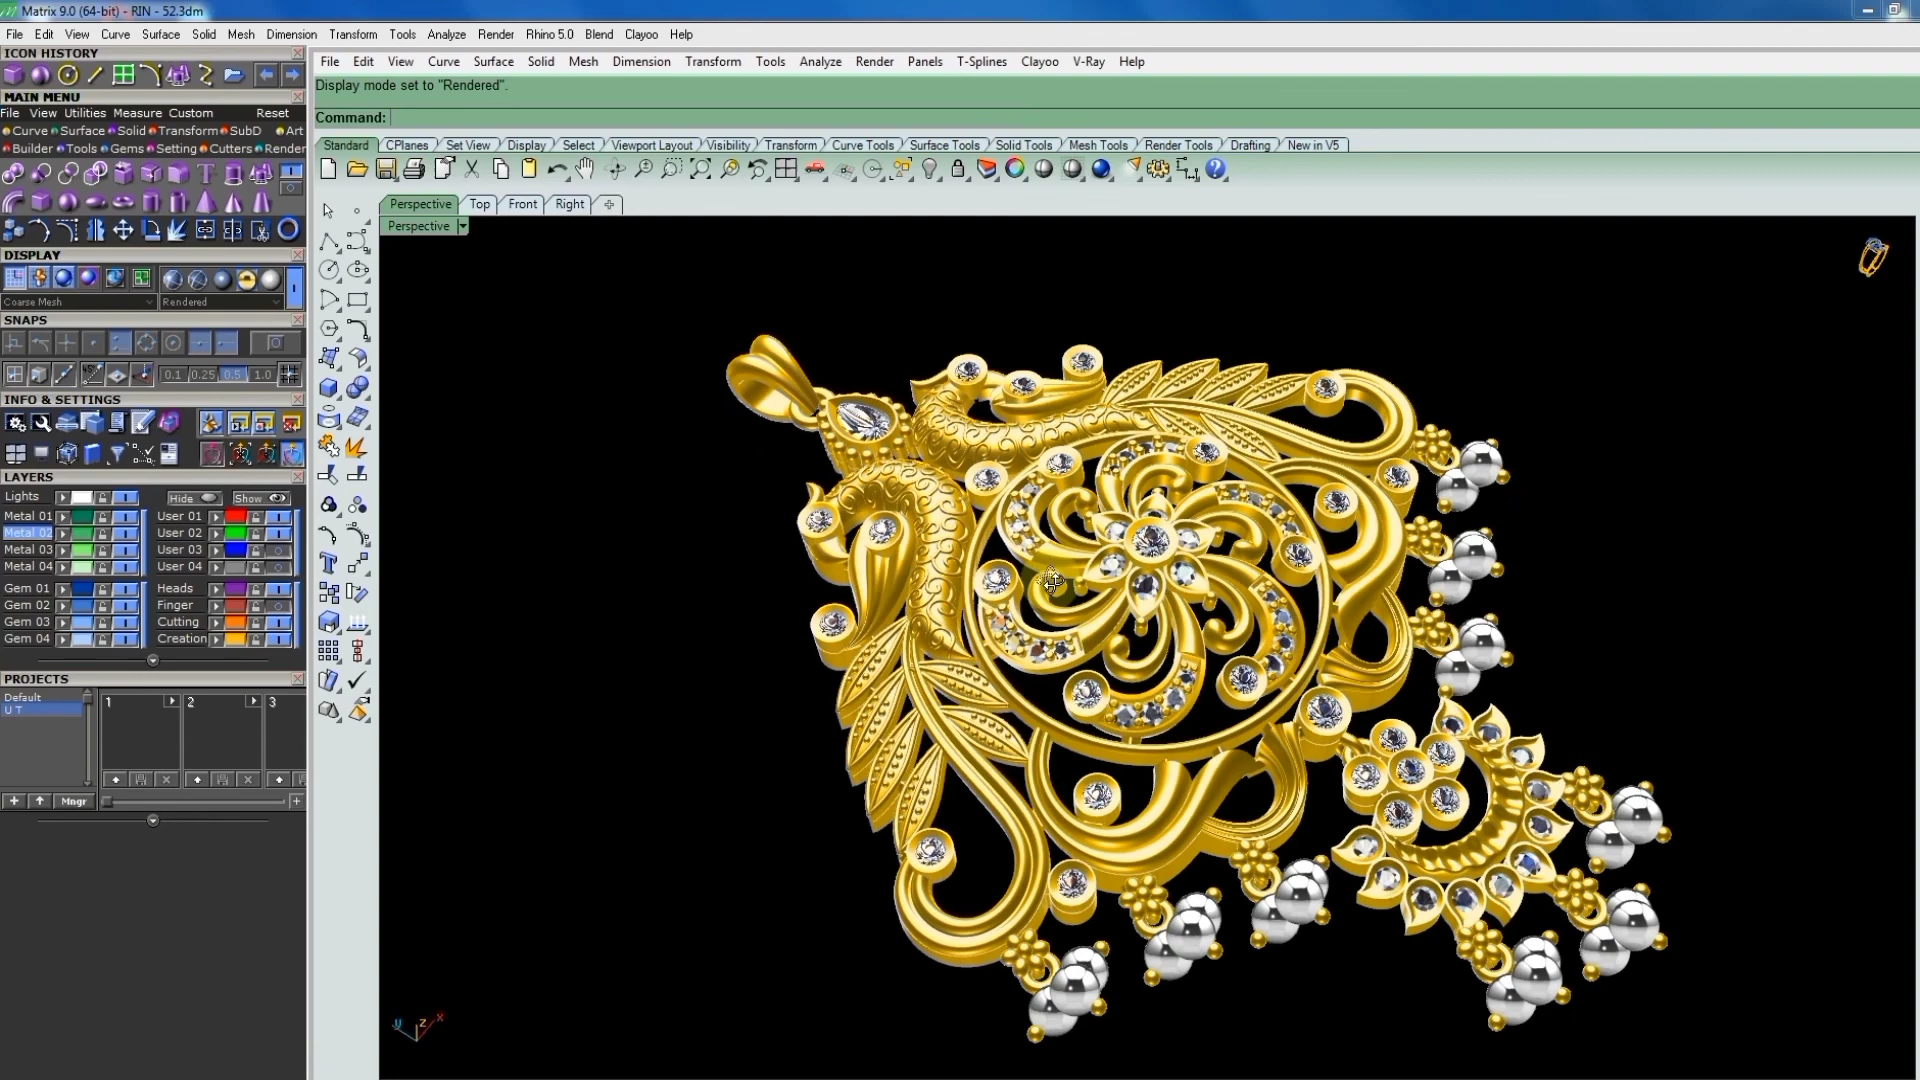 Matrix 9.0 (64-bit) - RIN - 52.3dm
File Edit View Curve Surface Solid Mesh Dimension Transform Tools Analyze Render Rhino 5.0 Blend Clayoo Help
ICON HISTORY
MAIN MENU
File View Utilities Measure Custom Reset
Curve Surface Solid Transform SubD Art
Builder Tools Gems Setting Cutters Render
DISPLAY
Coarse Mesh Rendered
SNAPS
0.1 0.25 0.5 1.0
INFO & SETTINGS
LAYERS
Lights Hide Show
Metal 01 User 01
Metal 02 User 02
Metal 03 User 03
Metal 04 User 04
Gem 01 Heads
Gem 02 Finger
Gem 03 Cutting
Gem 04 Creation
PROJECTS
Default
U T
1 2 3
Mngr
File Edit View Curve Surface Solid Mesh Dimension Transform Tools Analyze Render Panels T-Splines Clayoo V-Ray Help
Display mode set to "Rendered".
Command:
Standard CPlanes Set View Display Select Viewport Layout Visibility Transform Curve Tools Surface Tools Solid Tools Mesh Tools Render Tools Drafting New in V5
Perspective Top Front Right
Perspective
y z x